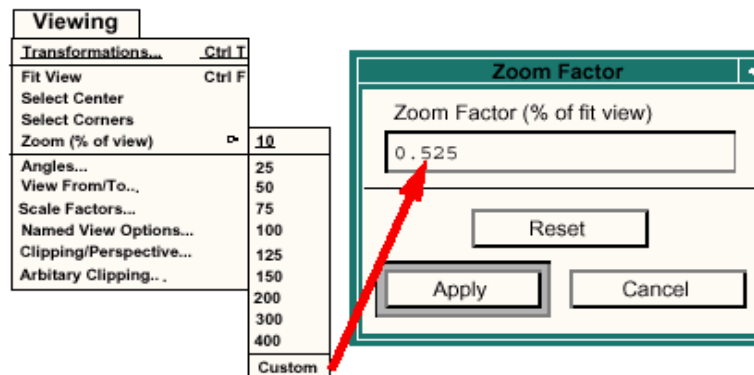 Viewing
Transformations... Ctrl T
Fit View Ctrl F
Select Center
Select Corners
Zoom (% of view)
Angles...
View From/To...
Scale Factors...
Named View Options...
Clipping/Perspective...
Arbitary Clipping...
10
25
50
75
100
125
150
200
300
400
Custom
Zoom Factor
Zoom Factor (% of fit view)
0.525
Reset
Apply Cancel